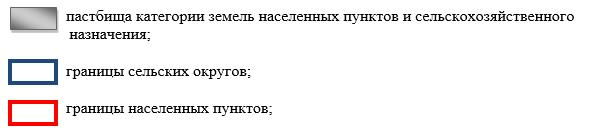 пастбища категории земель населенных пунктов и сельскохозяйственного
назначения;
границы сельских округов;
границы населенных пунктов;